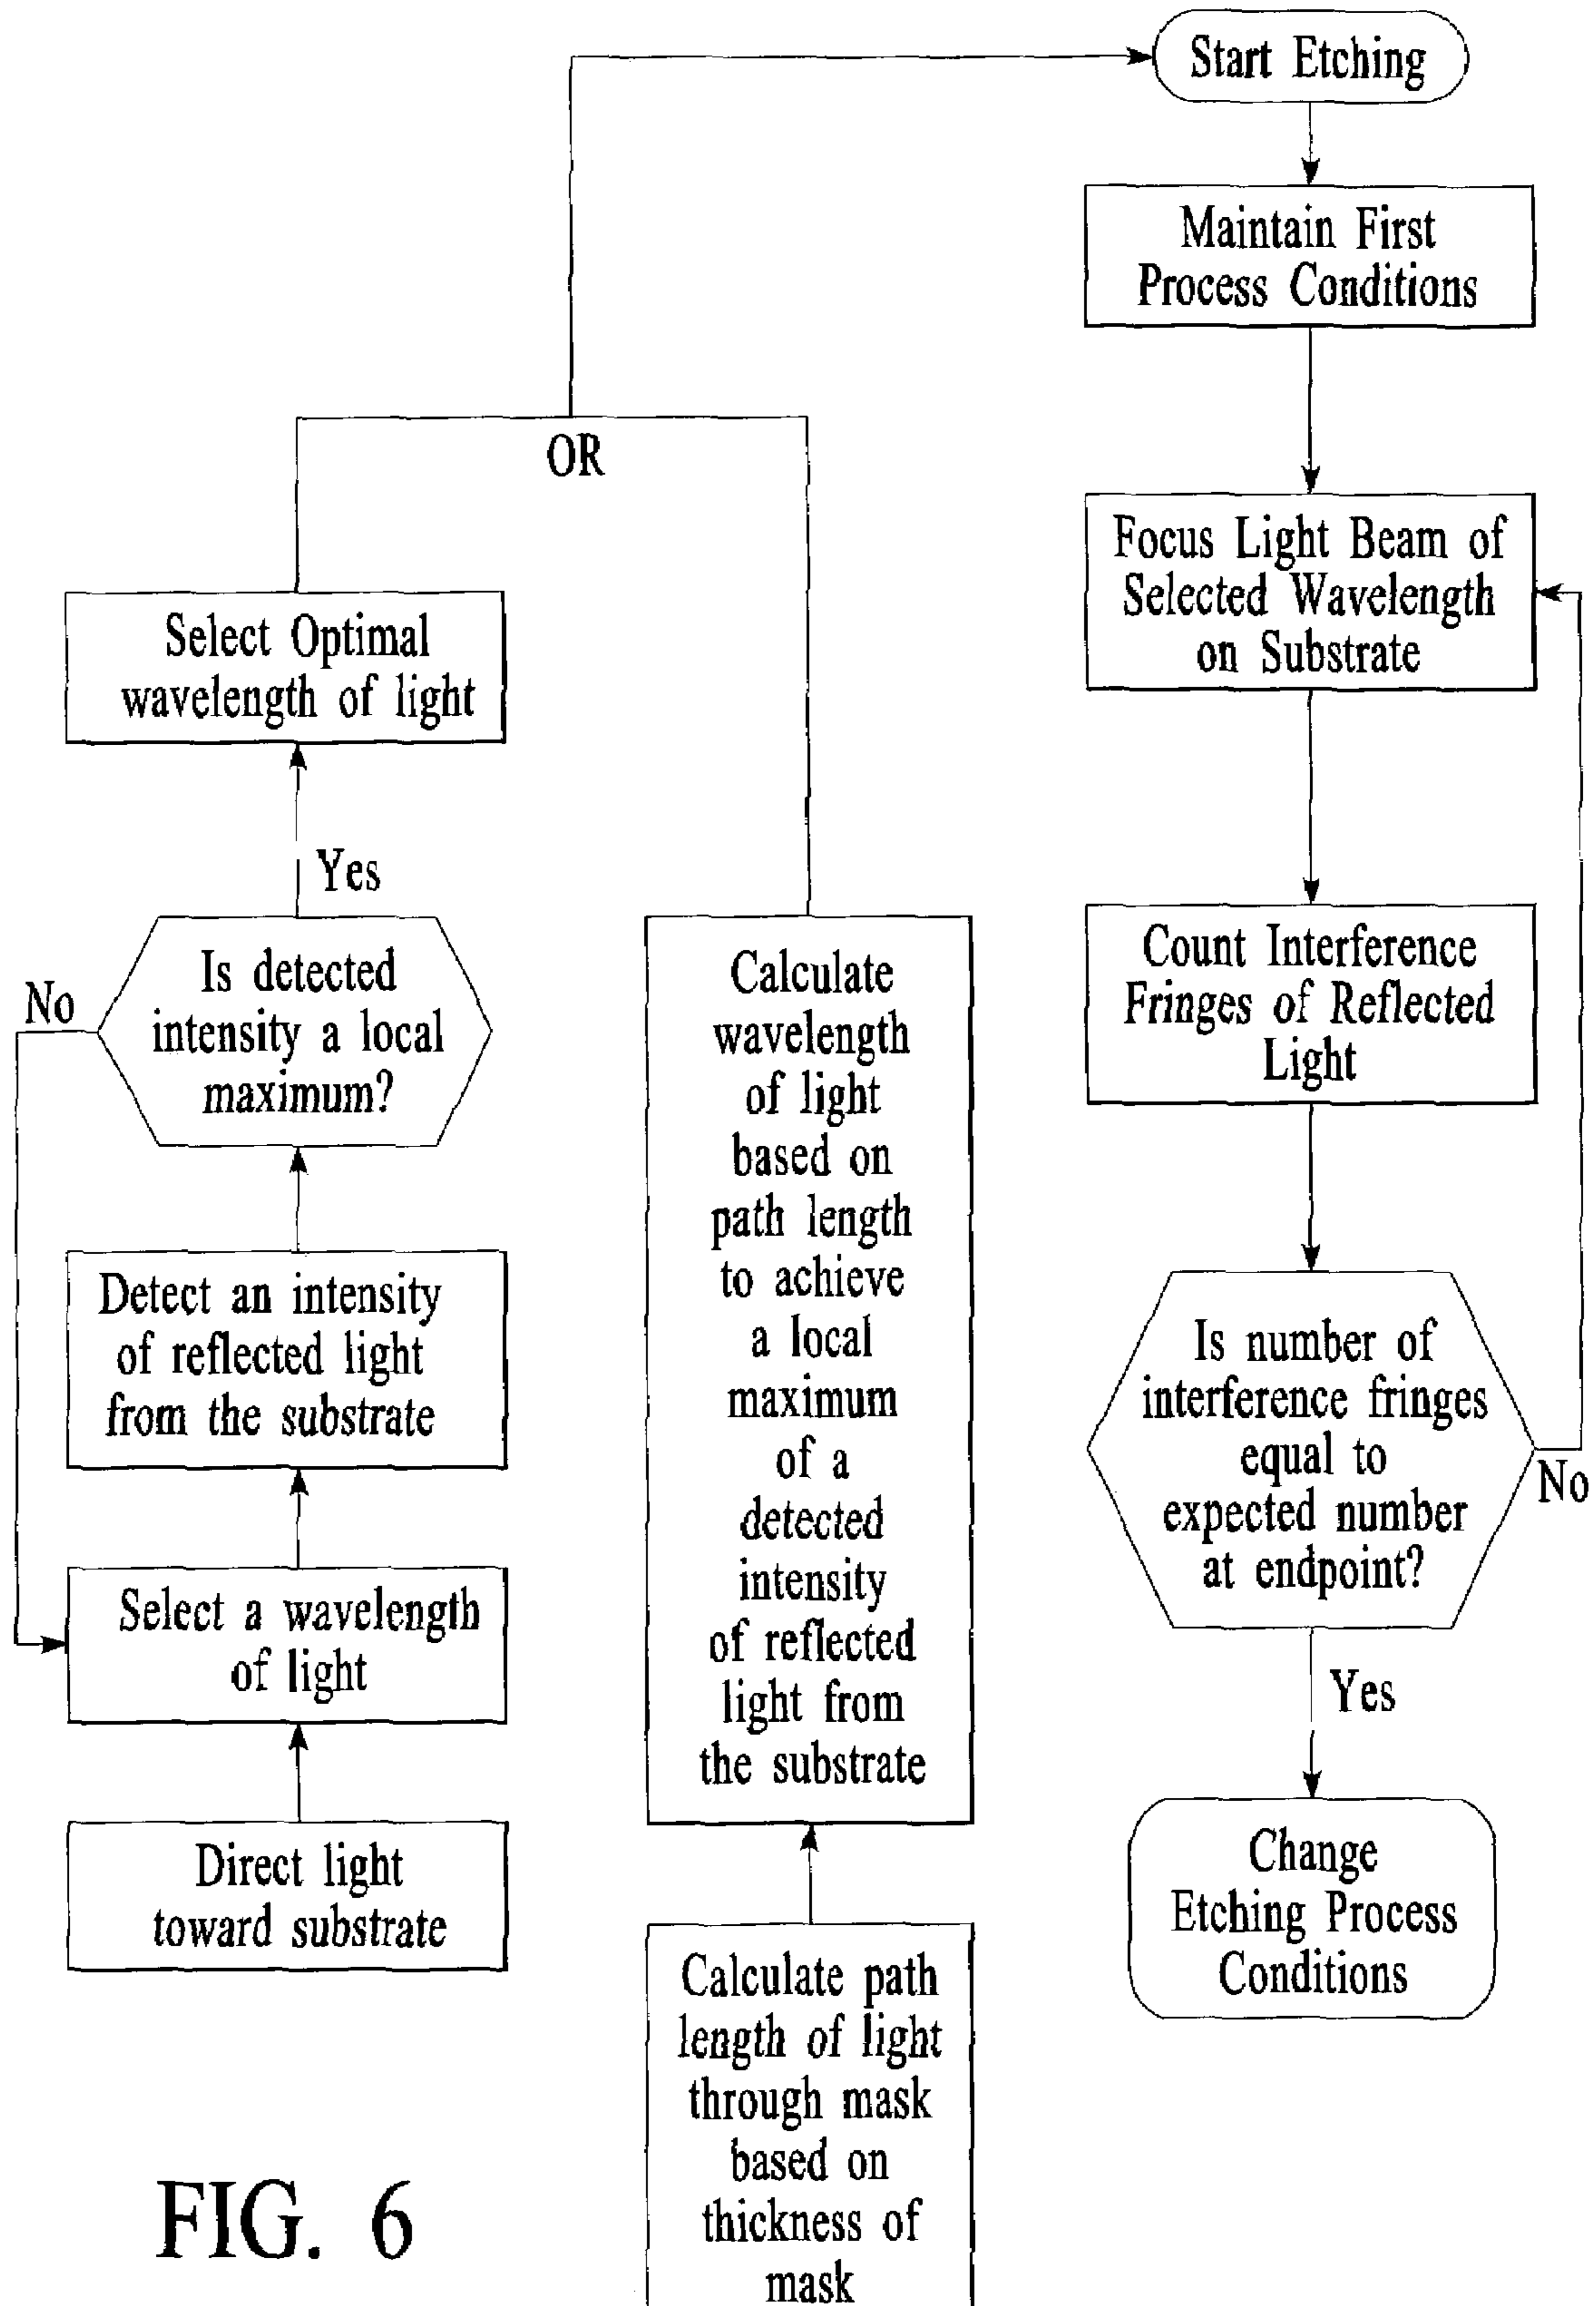 Start Etching
Maintain First
Process Conditions
Focus Light Beam of
Selected Wavelength
on Substrate
Count Interference
Fringes of Reflected
Light
Is number of
interference fringes
equal to
expected number
at endpoint?
No
Yes
Change
Etching Process
Conditions
OR
Select Optimal
wavelength of light
Yes
Is detected
intensity a local
maximum?
No
Detect an intensity
of reflected light
from the substrate
Select a wavelength
of light
Direct light
toward substrate
Calculate
wavelength
of light
based on
path length
to achieve
a local
maximum
of a
detected
intensity
of reflected
light from
the substrate
Calculate path
length of light
through mask
based on
thickness of
mask
FIG. 6